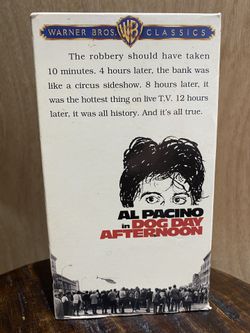 WARNER BROS. WB CLASSICS
The robbery should have taken
10 minutes. 4 hours later, the bank was
like a circus sideshow. 8 hours later, it
was the hottest thing on live T.V. 12 hours
later, it was all history. And it's all true.
AL PACINO
in DOG DAY
AFTERNOON